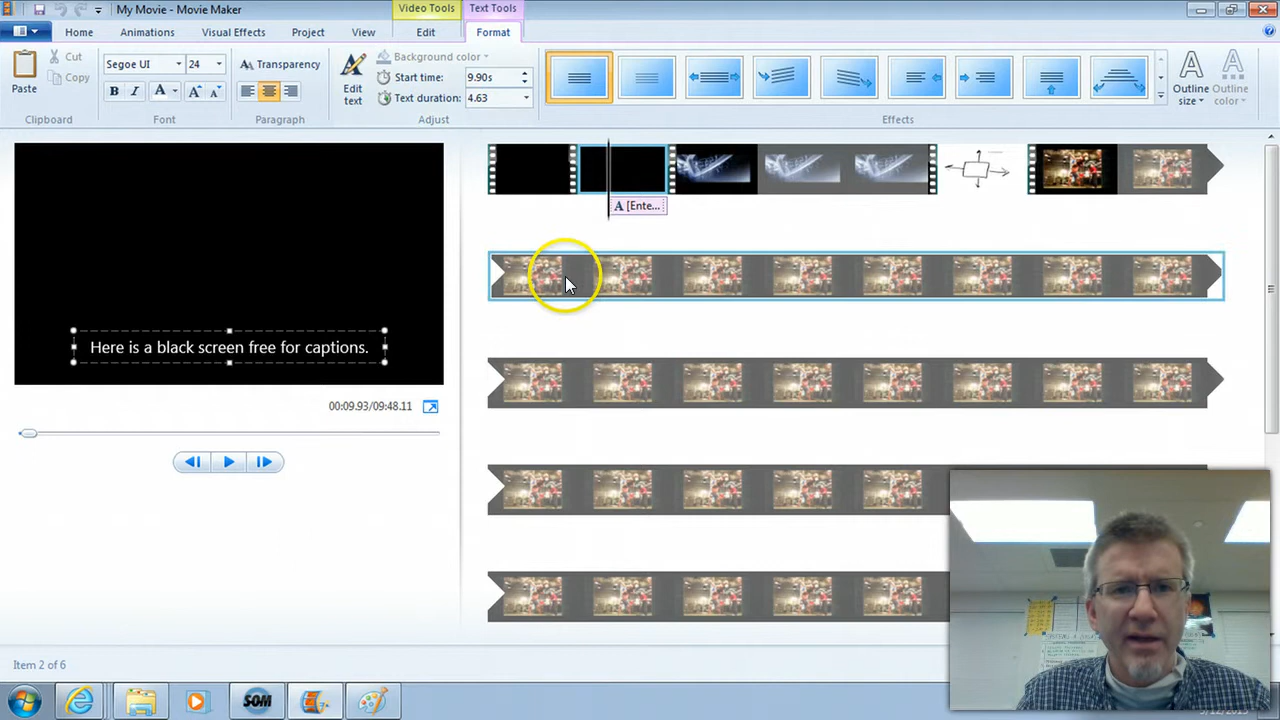 My Movie - Movie Maker
Video Tools
Text Tools
Home
Animations
Visual Effects
Project
View
Edit
Format
Paste
Cut
Copy
Clipboard
Segoe UI
24
Font
Transparency
Paragraph
Edit text
Background color
Start time: 9.90s
Text duration: 4.63
Adjust
Effects
Outline size
Outline color
A [Ente...
Here is a black screen free for captions.
00:09.93/09:48.11
Item 2 of 6
SOM